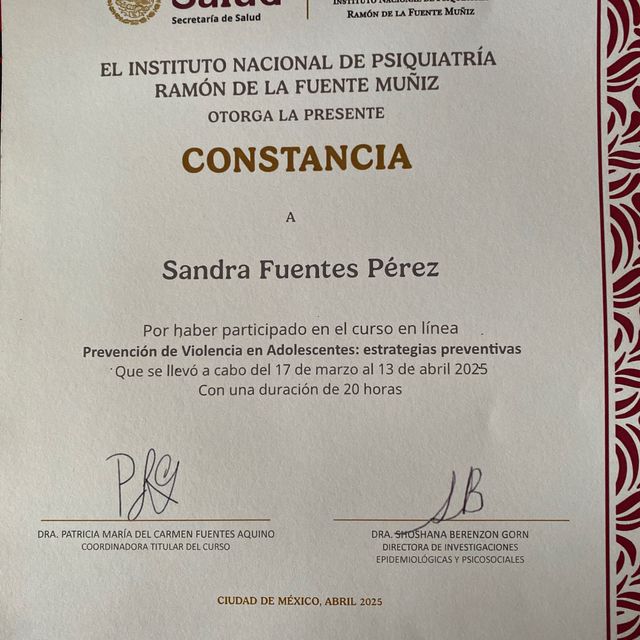 Salud
Secretaría de Salud
INSTITUTO NACIONAL DE PSIQUIATRÍA
RAMÓN DE LA FUENTE MUÑIZ
EL INSTITUTO NACIONAL DE PSIQUIATRÍA
RAMÓN DE LA FUENTE MUÑIZ
OTORGA LA PRESENTE
CONSTANCIA
A
Sandra Fuentes Pérez
Por haber participado en el curso en línea
Prevención de Violencia en Adolescentes: estrategias preventivas
Que se llevó a cabo del 17 de marzo al 13 de abril 2025
Con una duración de 20 horas
DRA. PATRICIA MARÍA DEL CARMEN FUENTES AQUINO
COORDINADORA TITULAR DEL CURSO
DRA. SHOSHANA BERENZON GORN
DIRECTORA DE INVESTIGACIONES
EPIDEMIOLÓGICAS Y PSICOSOCIALES
CIUDAD DE MÉXICO, ABRIL 2025